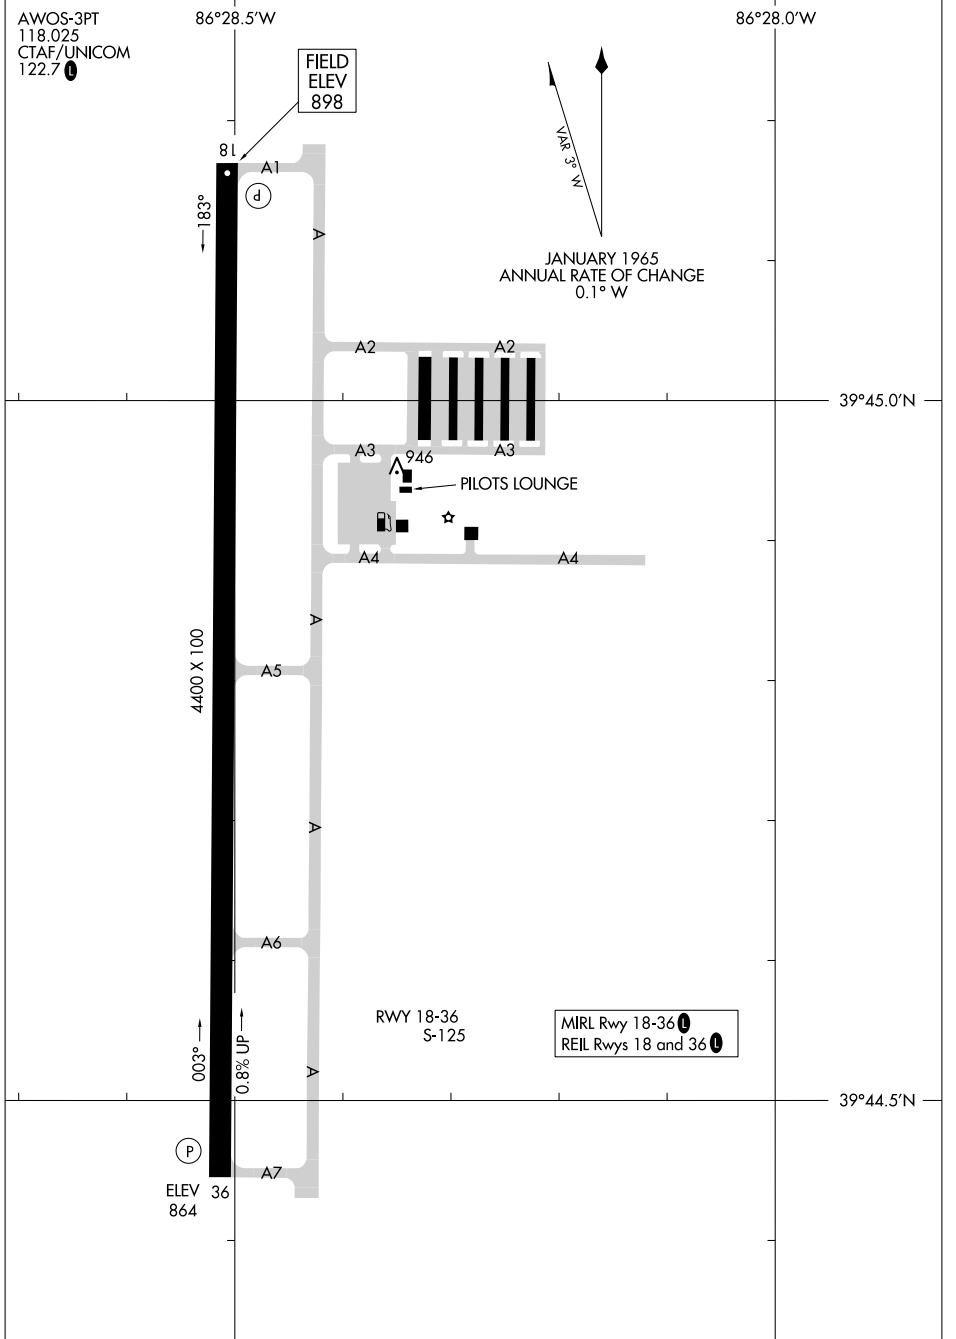 AWOS-3PT
118.025
CTAF/UNICOM
122.7 L
86°28.5'W
86°28.0'W
FIELD
ELEV
898
VAR 3° W
JANUARY 1965
ANNUAL RATE OF CHANGE
0.1° W
18
A1
P
183°
A
A2
A2
39°45.0'N
A3
A3
946
PILOTS LOUNGE
A4
A4
A
4400 X 100
A5
A
A6
RWY 18-36
S-125
MIRL Rwy 18-36 L
REIL Rwys 18 and 36 L
003°
0.8% UP
A
39°44.5'N
P
A7
ELEV
864
36